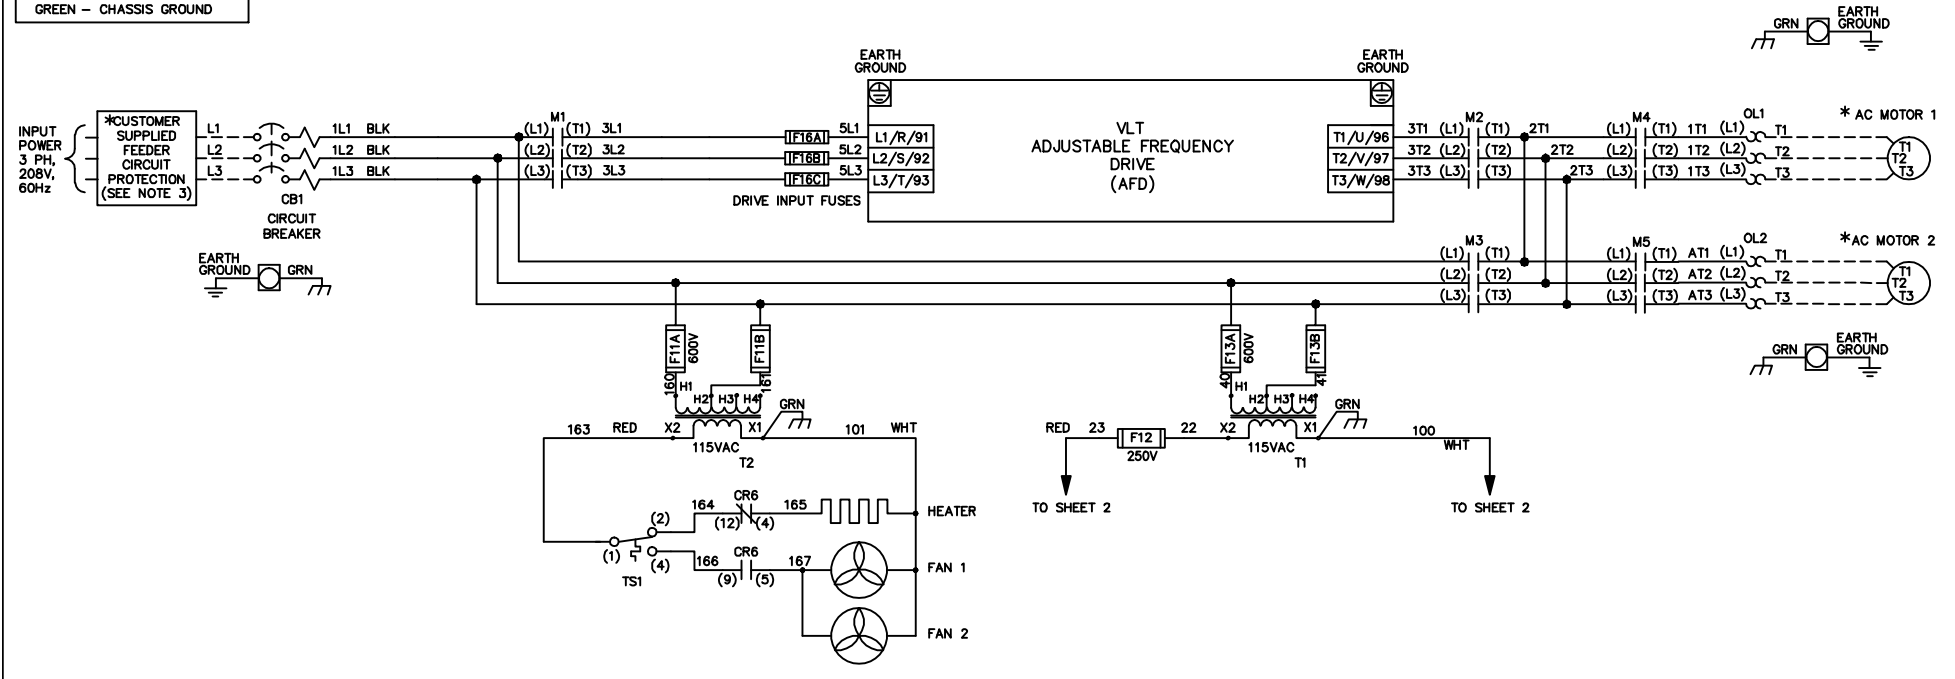 GREEN - CHASSIS GROUND
GRN
EARTH
GROUND
EARTH
GROUND
EARTH
GROUND
INPUT
POWER
3 PH,
208V,
60Hz
*CUSTOMER
SUPPLIED
FEEDER
CIRCUIT
PROTECTION
(SEE NOTE 3)
L1
L2
L3
CB1
CIRCUIT
BREAKER
1L1 BLK
1L2 BLK
1L3 BLK
M1
(L1) (T1) 3L1
(L2) (T2) 3L2
(L3) (T3) 3L3
F16A
F16B
F16C
5L1
5L2
5L3
DRIVE INPUT FUSES
L1/R/91
L2/S/92
L3/T/93
VLT
ADJUSTABLE FREQUENCY
DRIVE
(AFD)
T1/U/96
T2/V/97
T3/W/98
3T1
3T2
3T3
M2
(L1) (T1)
(L2) (T2)
(L3) (T3)
2T1
2T2
2T3
M4
(L1) (T1) 1T1 (L1)
(L2) (T2) 1T2 (L2)
(L3) (T3) 1T3 (L3)
OL1
T1
T2
T3
* AC MOTOR 1
T1
T2
T3
EARTH
GROUND
GRN
M3
(L1) (T1)
(L2) (T2)
(L3) (T3)
M5
(L1) (T1) AT1 (L1)
(L2) (T2) AT2 (L2)
(L3) (T3) AT3 (L3)
OL2
T1
T2
T3
*AC MOTOR 2
T1
T2
T3
GRN
EARTH
GROUND
F11A
600V
F11B
160
161
H1
H2 H3 H4
GRN
163 RED X2 X1 101 WHT
115VAC
T2
F13A
600V
F13B
40
41
H1
H2 H3 H4
GRN
RED 23 F12 22 X2 X1 100
WHT
250V
115VAC
T1
TO SHEET 2
TO SHEET 2
CR6
164 165
(12) (4)
HEATER
(2)
(1)
(4)
TS1
CR6
166 167
(9) (5)
FAN 1
FAN 2